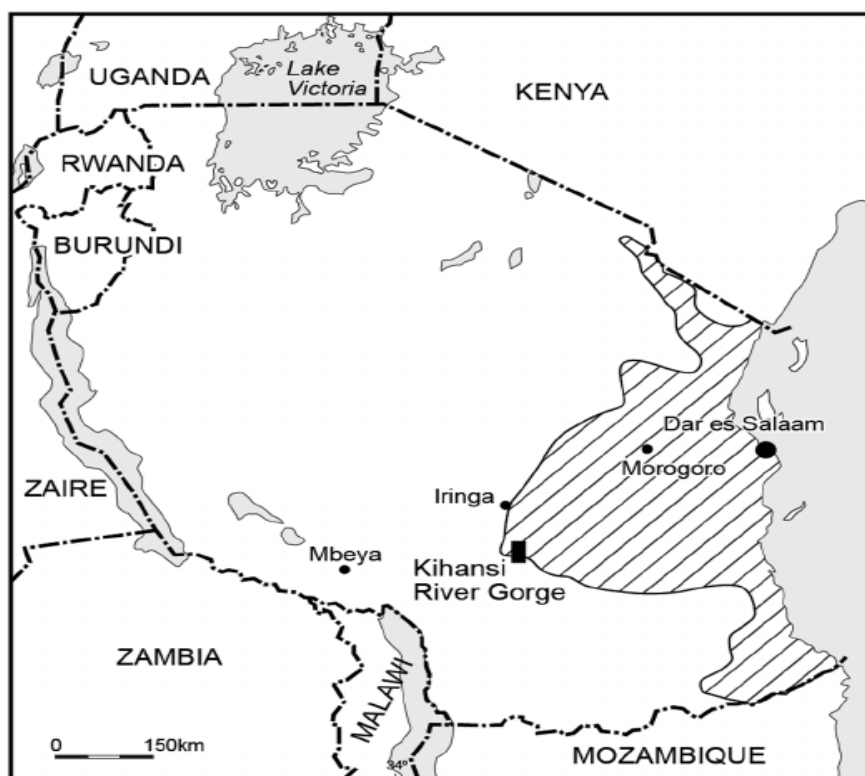 UGANDA
Lake
Victoria
KENYA
RWANDA
BURUNDI
Dar es Salaam
Morogoro
ZAIRE
Iringa
Mbeya
Kihansi
River Gorge
ZAMBIA
MALAWI
0 150km
34º
MOZAMBIQUE